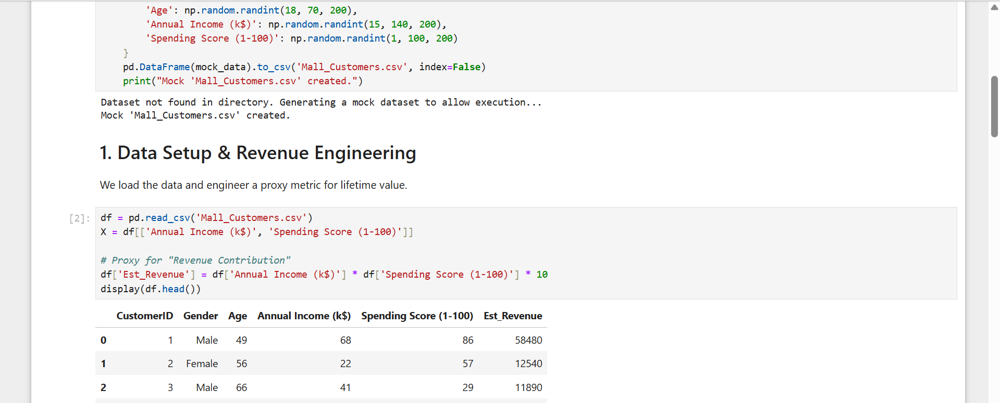 'Age': np.random.randint(18, 70, 200),
'Annual Income (k$)': np.random.randint(15, 140, 200),
'Spending Score (1-100)': np.random.randint(1, 100, 200)
}
pd.DataFrame(mock_data).to_csv('Mall_Customers.csv', index=False)
print("Mock 'Mall_Customers.csv' created.")
Dataset not found in directory. Generating a mock dataset to allow execution...
Mock 'Mall_Customers.csv' created.
1. Data Setup & Revenue Engineering
We load the data and engineer a proxy metric for lifetime value.
[2]: df = pd.read_csv('Mall_Customers.csv')
X = df[['Annual Income (k$)', 'Spending Score (1-100)']]
# Proxy for "Revenue Contribution"
df['Est_Revenue'] = df['Annual Income (k$)'] * df['Spending Score (1-100)'] * 10
display(df.head())
CustomerID Gender Age Annual Income (k$) Spending Score (1-100) Est_Revenue
0 1 Male 49 68 86 58480
1 2 Female 56 22 57 12540
2 3 Male 66 41 29 11890